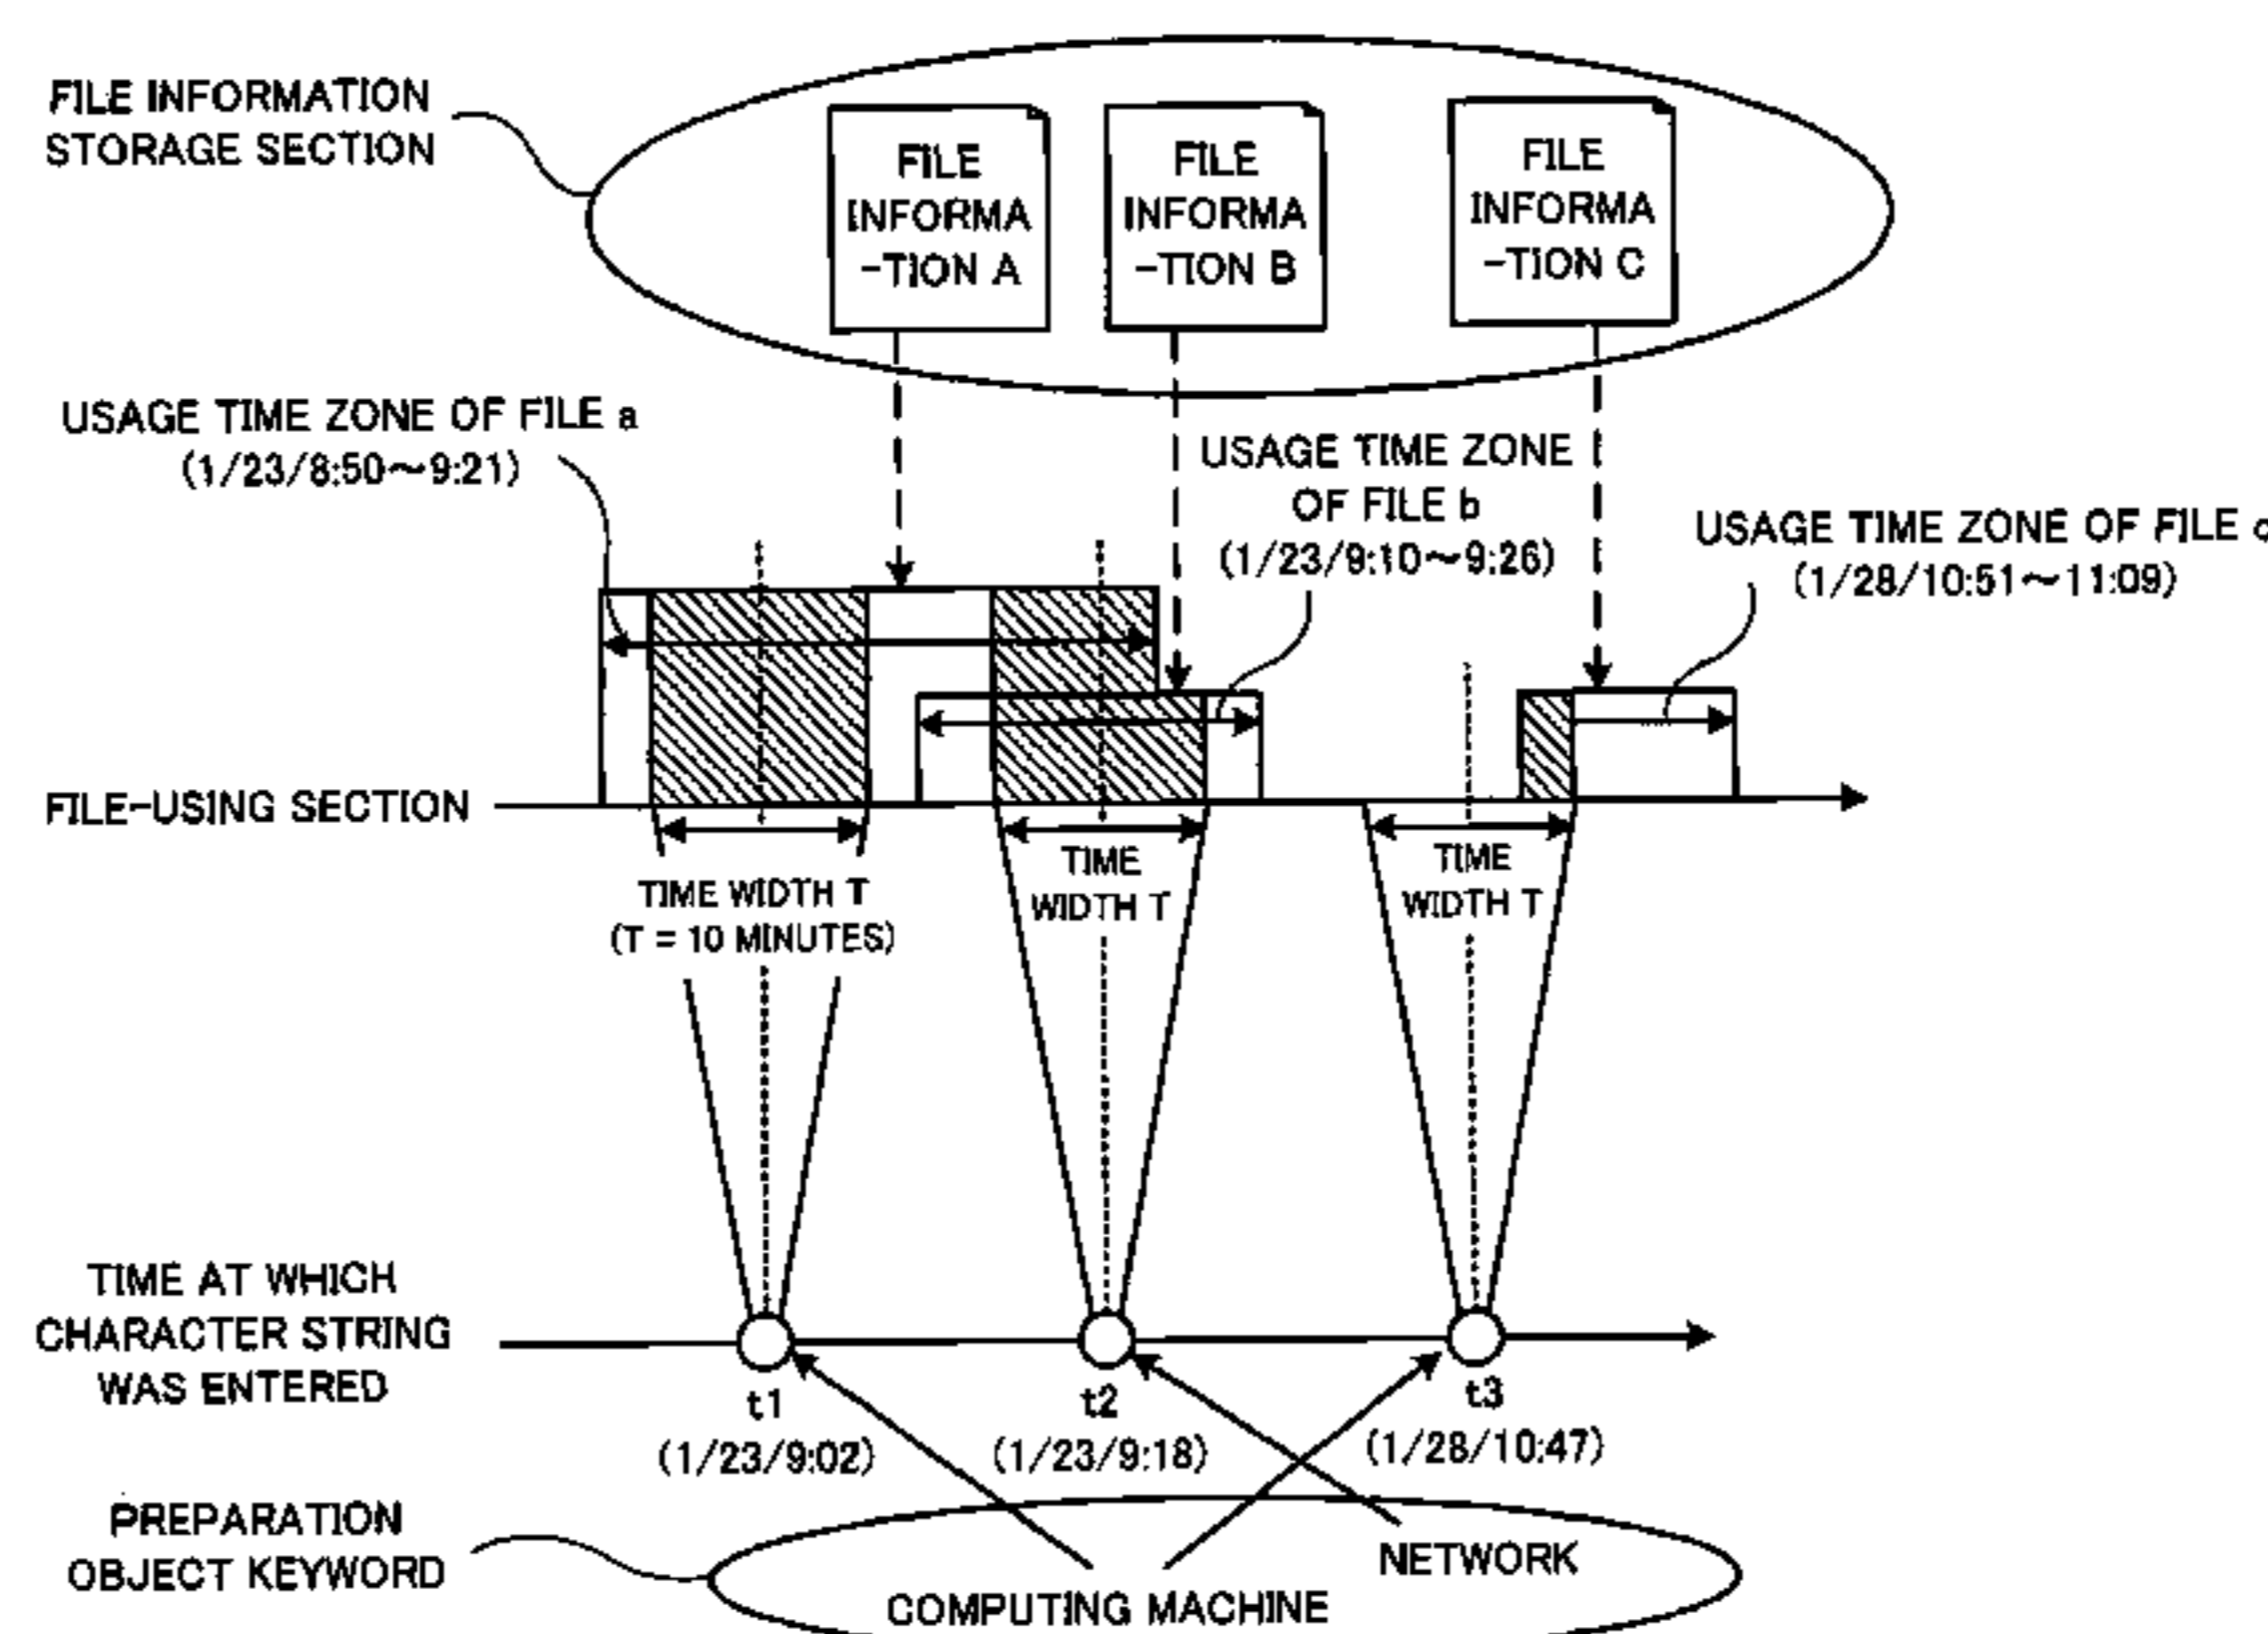 FILE INFORMATION
STORAGE SECTION
FILE
INFORMA
-TION A
FILE
INFORMA
-TION B
FILE
INFORMA
-TION C
USAGE TIME ZONE OF FILE a
(1/23/8:50~9:21)
USAGE TIME ZONE
OF FILE b
(1/23/9:10~9:26)
USAGE TIME ZONE OF FILE
(1/28/10:51~11:09)
FILE-USING SECTION
TIME WIDTH T
(T = 10 MINUTES)
TIME
WIDTH T
TIME
WIDTH T
TIME AT WHICH
CHARACTER STRING
WAS ENTERED
t1
(1/23/9:02)
t2
(1/23/9:18)
t3
(1/28/10:47)
PREPARATION
OBJECT KEYWORD
NETWORK
COMPUTING MACHINE